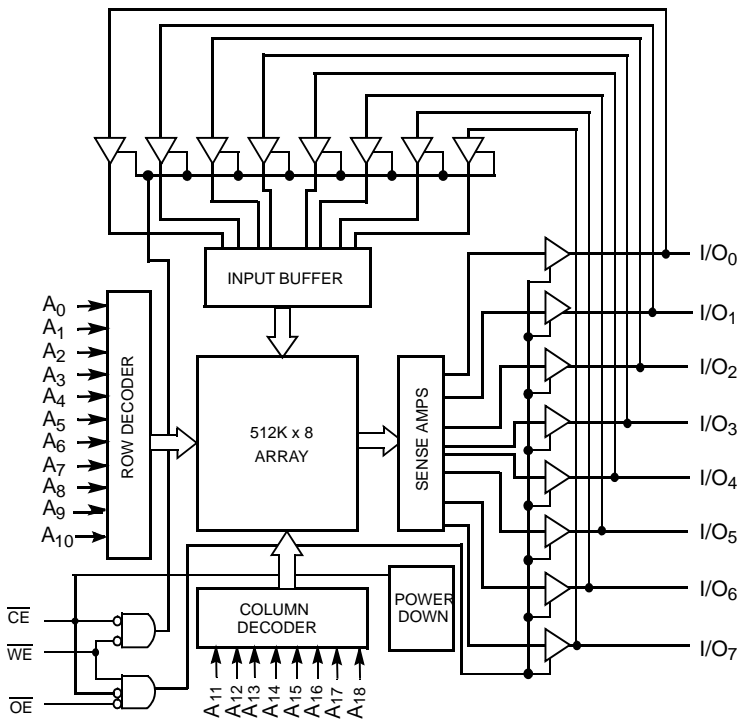 INPUT BUFFER
A0
A1
A2
A3
A4
A5
A6
A7
A8
A9
A10
ROW DECODER
512K x 8
ARRAY
SENSE AMPS
I/O0
I/O1
I/O2
I/O3
I/O4
I/O5
I/O6
I/O7
COLUMN
DECODER
POWER
DOWN
CE
WE
OE
A11
A12
A13
A14
A15
A16
A17
A18